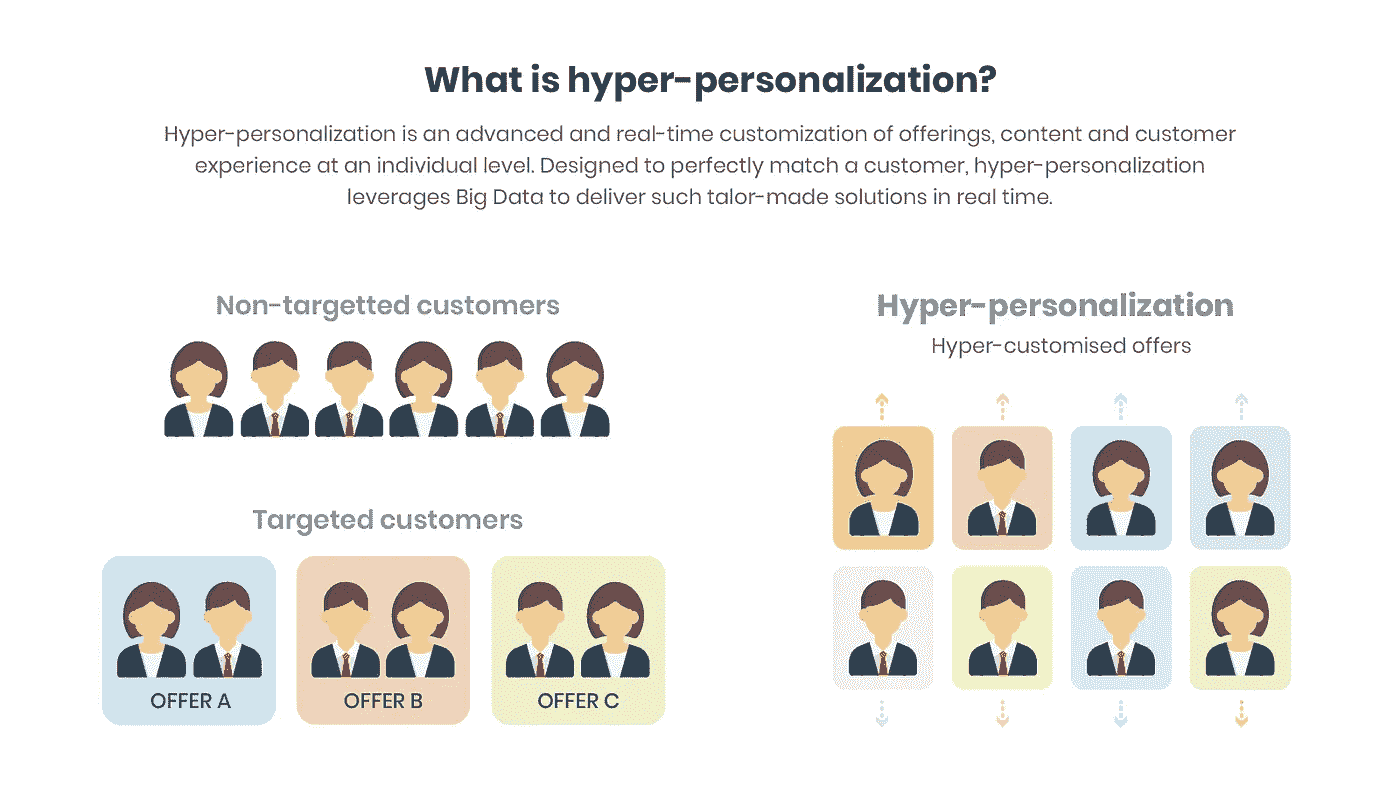 What is hyper-personalization?
Hyper-personalization is an advanced and real-time customization of offerings, content and customer
experience at an individual level. Designed to perfectly match a customer, hyper-personalization
leverages Big Data to deliver such talor-made solutions in real time.
Non-targetted customers
Targeted customers
OFFER A
OFFER B
OFFER C
Hyper-personalization
Hyper-customised offers